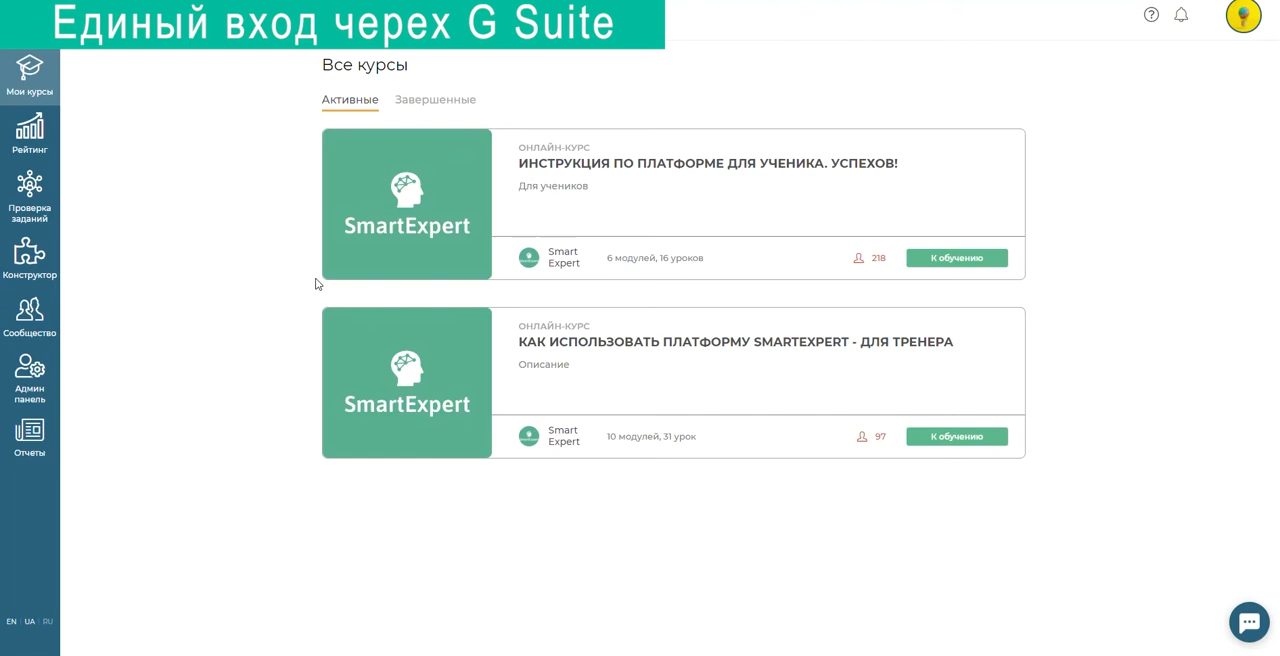 Единый вход черех G Suite
Мои курсы
Рейтинг
Проверка
заданий
Конструктор
Сообщество
Админ
панель
Отчеты
EN UA RU
Все курсы
Активные Завершенные
SmartExpert
ОНЛАЙН-КУРС
ИНСТРУКЦИЯ ПО ПЛАТФОРМЕ ДЛЯ УЧЕНИКА. УСПЕХОВ!
Для учеников
Smart
Expert
6 модулей, 16 уроков
218
К обучению
SmartExpert
ОНЛАЙН-КУРС
КАК ИСПОЛЬЗОВАТЬ ПЛАТФОРМУ SMARTEXPERT - ДЛЯ ТРЕНЕРА
Описание
Smart
Expert
10 модулей, 31 урок
97
К обучению